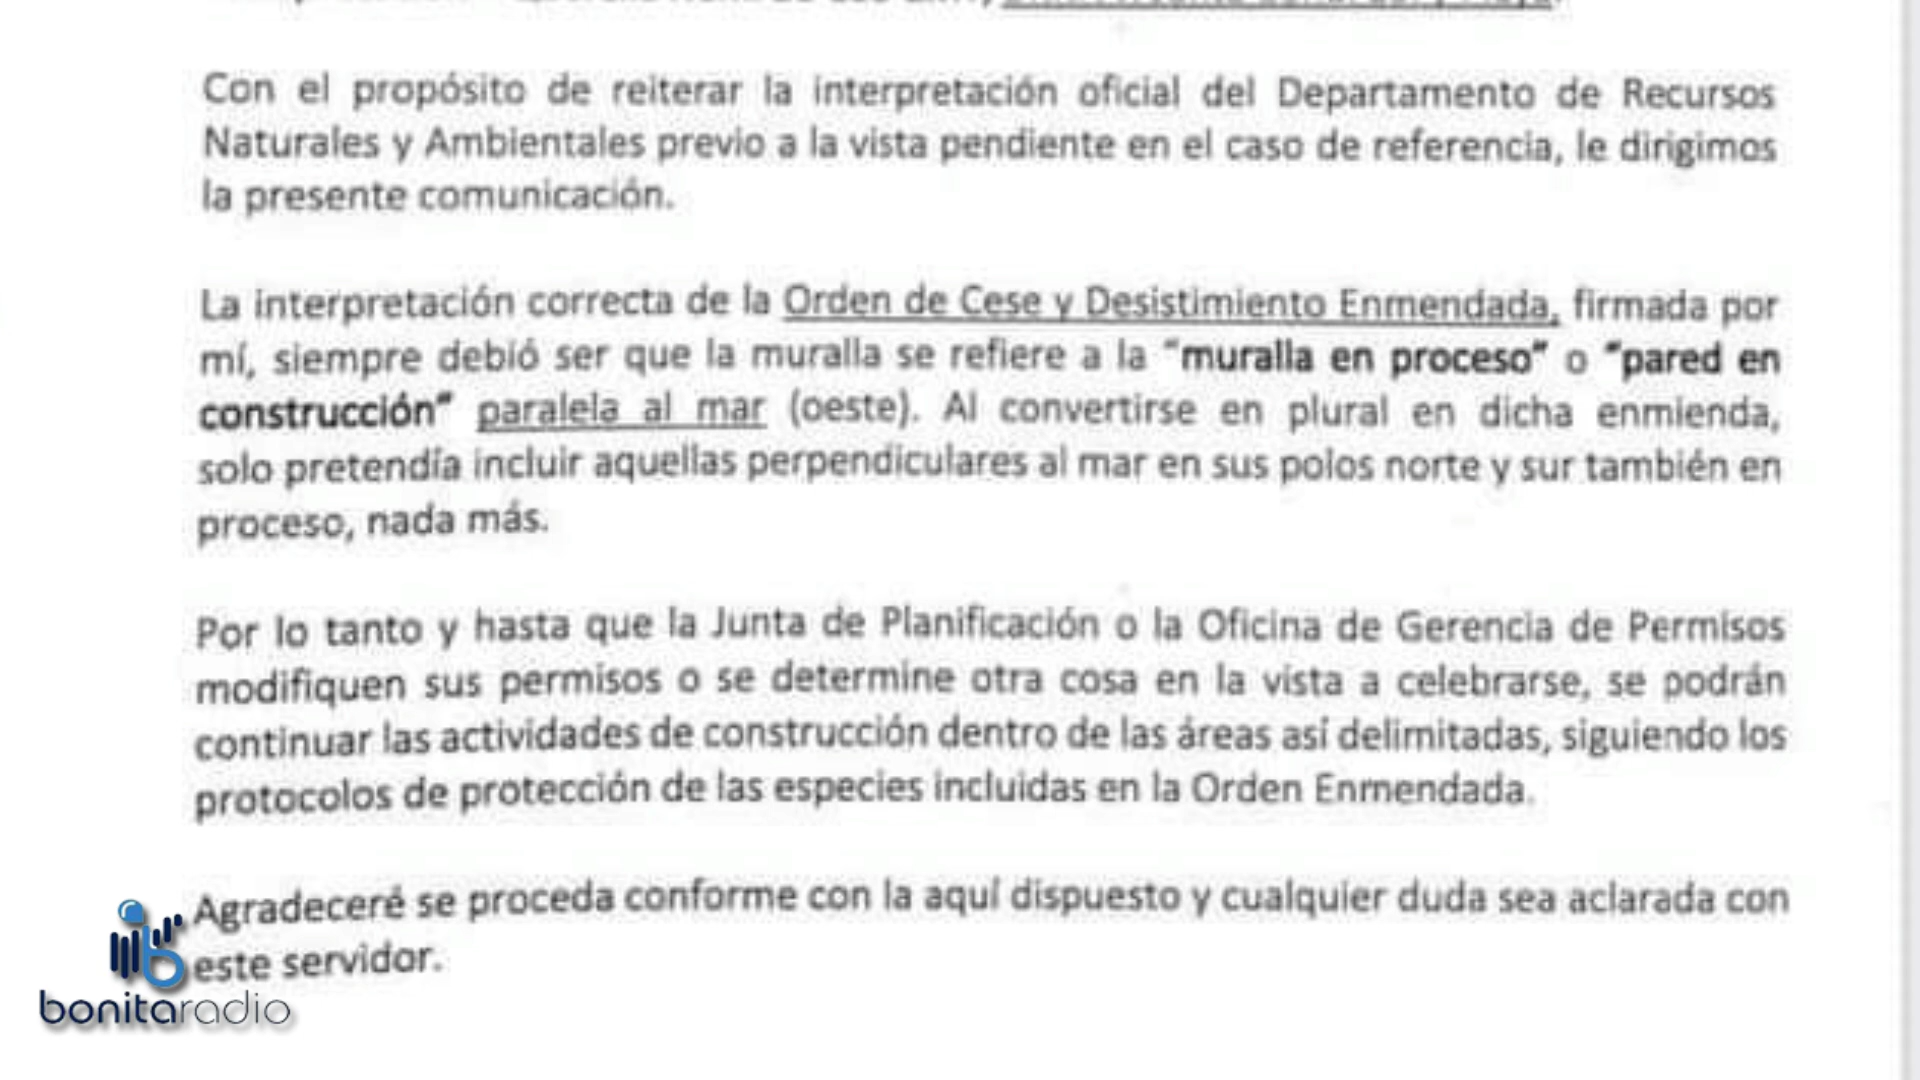 Con el propósito de reiterar la interpretación oficial del Departamento de Recursos
Naturales y Ambientales previo a la vista pendiente en el caso de referencia, le dirigimos
la presente comunicación.
La interpretación correcta de la Orden de Cese y Desistimiento Enmendada, firmada por
mí, siempre debió ser que la muralla se refiere a la "muralla en proceso" o "pared en
construcción" paralela al mar (oeste). Al convertirse en plural en dicha enmienda,
solo pretendía incluir aquellas perpendiculares al mar en sus polos norte y sur también en
proceso, nada más.
Por lo tanto y hasta que la Junta de Planificación o la Oficina de Gerencia de Permisos
modifiquen sus permisos o se determine otra cosa en la vista a celebrarse, se podrán
continuar las actividades de construcción dentro de las áreas así delimitadas, siguiendo los
protocolos de protección de las especies incluidas en la Orden Enmendada.
Agradeceré se proceda conforme con la aquí dispuesto y cualquier duda sea aclarada con
este servidor.
bonitaradio